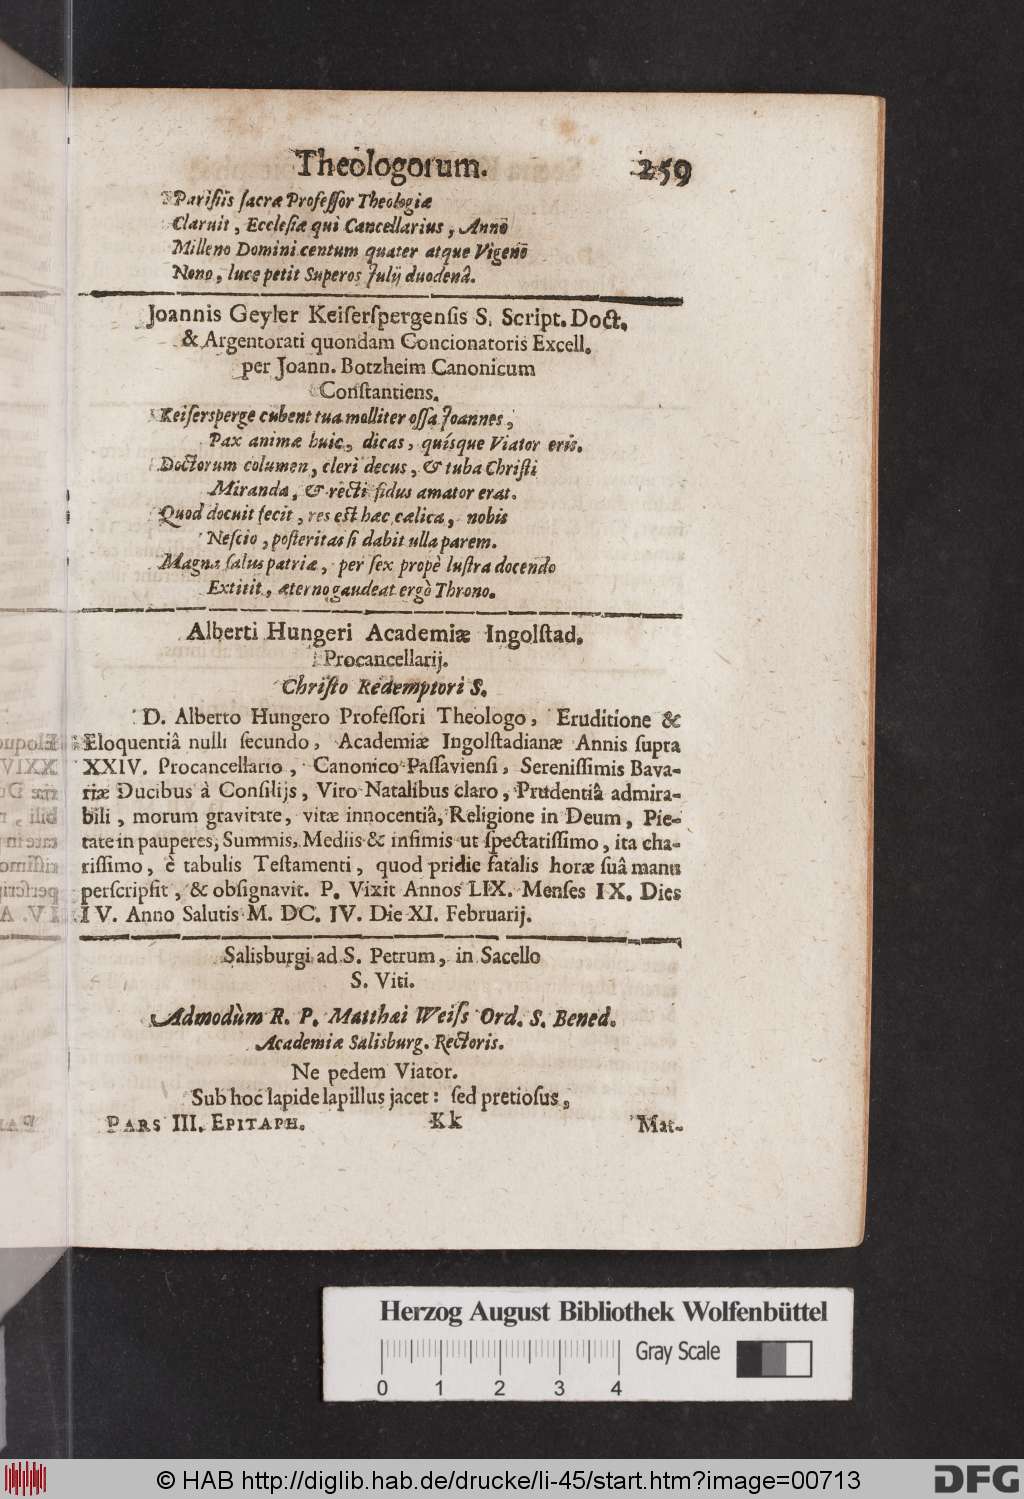 Theologorum. 259
Parisiis sacræ Professor Theologiæ
Claruit, Ecclesiæ qui Cancellarius, Anno
Milleno Domini centum quater atque Vigeno
Nono, luce petit Superos Julij duodenâ.
Joannis Geyler Keiserspergensis S. Script. Doct.
& Argentorati quondam Concionatoris Excell.
per Joann. Botzheim Canonicum
Constantiens.
Keisersperge cubent tua molliter ossa Joannes,
Pax animæ huic, dicas, quisque Viator eris.
Doctorum columen, cleri decus, & tuba Christi
Miranda, & recti fidus amator erat.
Quod docuit fecit, res est hæc cælica, nobis
Nescio, posteritas si dabit ulla parem.
Magna salus patriæ, per sex propè lustra docendo
Extitit, æterno gaudeat ergò Throno.
Alberti Hungeri Academiæ Ingolstad.
Procancellarij.
Christo Redemptori S.
D. Alberto Hungero Professori Theologo, Eruditione &
Eloquentiâ nulli secundo, Academiæ Ingolstadianæ Annis supra
XXIV. Procancellario, Canonico Passaviensi, Serenissimis Bava-
riæ Ducibus à Consilijs, Viro Natalibus claro, Prudentiâ admira-
bili, morum gravitate, vitæ innocentiâ, Religione in Deum, Pie-
tate in pauperes, Summis, Mediis & infimis ut spectatissimo, ita cha-
rissimo, è tabulis Testamenti, quod pridie fatalis horæ suâ manu
perscripsit, & obsignavit. P. Vixit Annos LIX. Menses IX. Dies
IV. Anno Salutis M. DC. IV. Die XI. Februarij.
Salisburgi ad S. Petrum, in Sacello
S. Viti.
Admodùm R. P. Matthæi Weiss Ord. S. Bened.
Academiæ Salisburg. Rectoris.
Ne pedem Viator.
Sub hoc lapide lapillus jacet: sed pretiosus,
PARS III. EPITAPH. Kk Mat-
Herzog August Bibliothek Wolfenbüttel
Gray Scale
0 1 2 3 4
© HAB http://diglib.hab.de/drucke/li-45/start.htm?image=00713 DFG